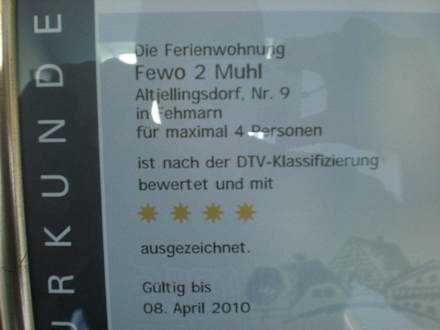 URKUNDE
Die Ferienwohnung
Fewo 2 Muhl
Altjellingsdorf, Nr. 9
in Fehmarn
für maximal 4 Personen
ist nach der DTV-Klassifizierung
bewertet und mit
ausgezeichnet.
Gültig bis
08. April 2010